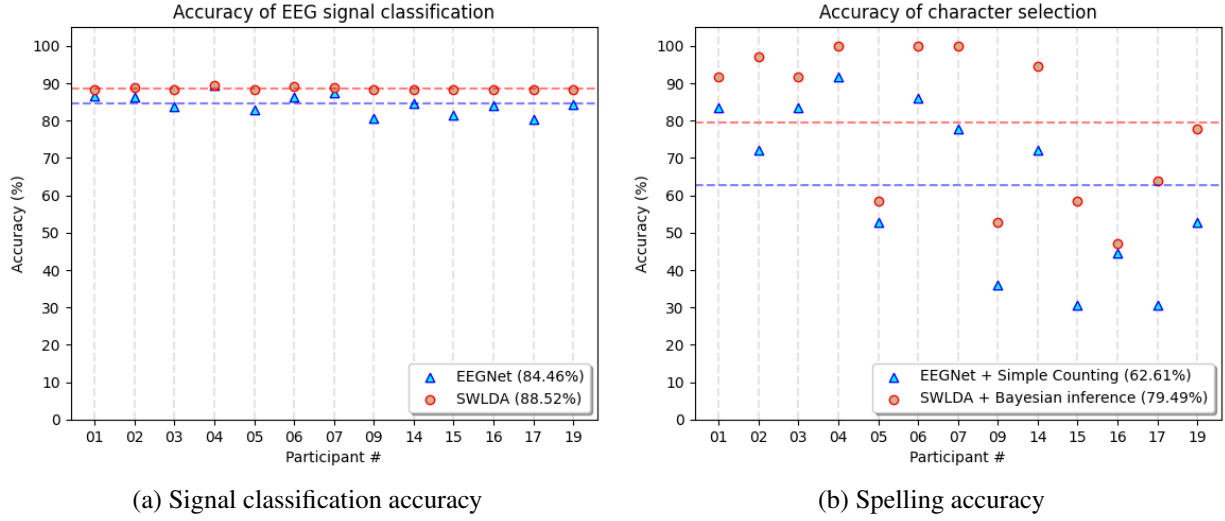 Accuracy of EEG signal classification
100
90
80
70
60
50
40
30
20
10
0
Accuracy (%)
01 02 03 04 05 06 07 09 14 15 16 17 19
Participant #
EEGNet (84.46%)
SWLDA (88.52%)
(a) Signal classification accuracy
Accuracy of character selection
100
90
80
70
60
50
40
30
20
10
0
Accuracy (%)
01 02 03 04 05 06 07 09 14 15 16 17 19
Participant #
EEGNet + Simple Counting (62.61%)
SWLDA + Bayesian inference (79.49%)
(b) Spelling accuracy